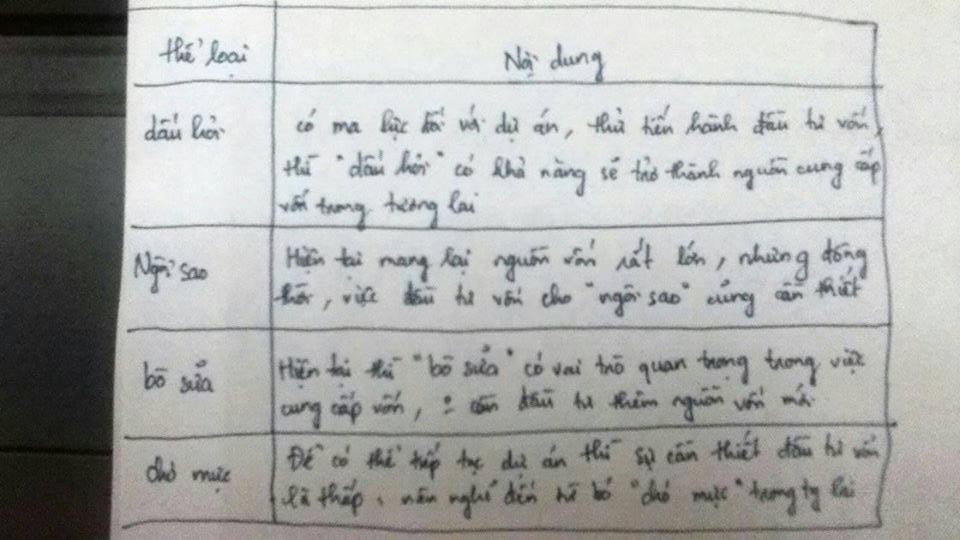 thể loại
Nội dung
dấu hỏi
có ma lực đối với dự án, thử tiến hành đầu tư vốn,
thì "dấu hỏi" có khả năng sẽ trở thành nguồn cung cấp
vốn trong tương lai
Ngôi sao
Hiện tại mang lại nguồn vốn rất lớn, nhưng đồng
thời, việc đầu tư vốn cho "ngôi sao" cũng cần thiết
bò sữa
Hiện tại thì "bò sữa" có vai trò quan trọng trong việc
cung cấp vốn, cần đầu tư thêm nguồn vốn mới
chó mực
Để có thể tiếp tục dự án thì sự cần thiết đầu tư vốn
là thấp, nên nghĩ đến từ bỏ "chó mực" trong tg lai